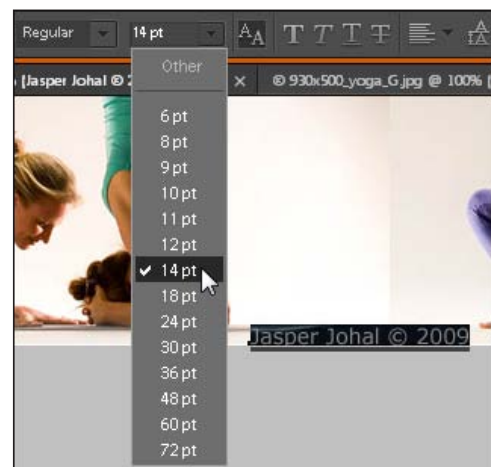 Regular 14 pt AA T T T T
(Jasper Johal © 2 × © 930x500_yoga_G.jpg @ 100% (
Other
6 pt
8 pt
9 pt
10 pt
11 pt
12 pt
14 pt
18 pt
24 pt
30 pt
36 pt
48 pt
60 pt
72 pt
Jasper Johal © 2009